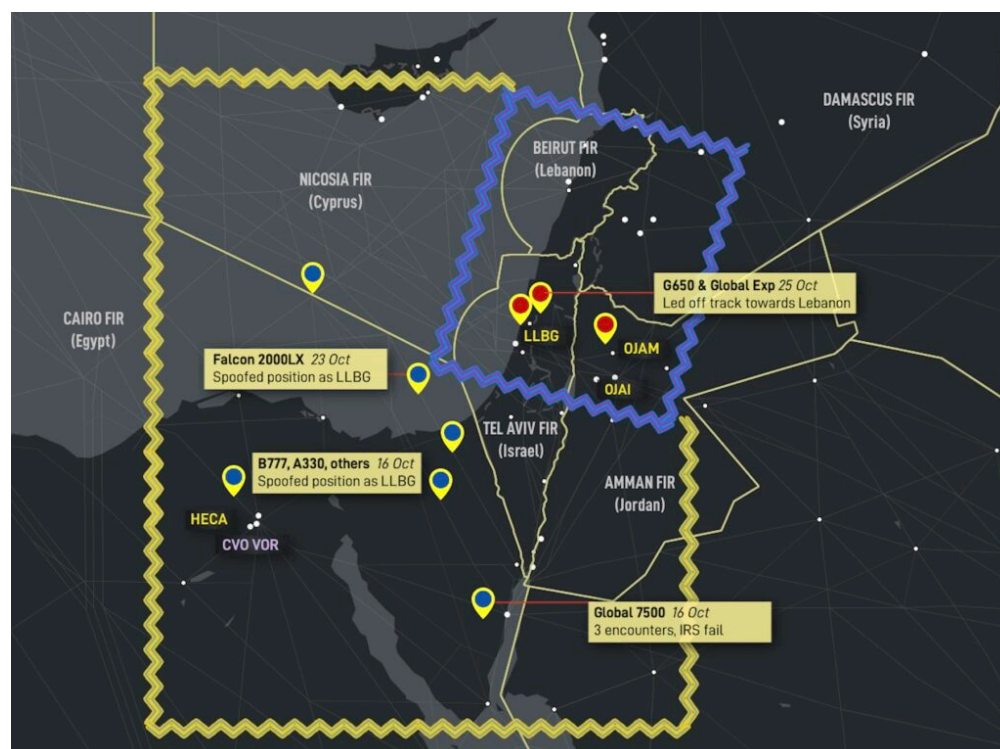 DAMASCUS FIR
(Syria)
BEIRUT FIR
(Lebanon)
NICOSIA FIR
(Cyprus)
G650 & Global Exp 25 Oct
Led off track towards Lebanon
CAIRO FIR
(Egypt)
LLBG
OJAM
Falcon 2000LX 23 Oct
Spoofed position as LLBG
OJAI
TEL AVIV FIR
(Israel)
B777, A330, others 16 Oct
Spoofed position as LLBG
AMMAN FIR
(Jordan)
HECA
CVO VOR
Global 7500 16 Oct
3 encounters, IRS fail